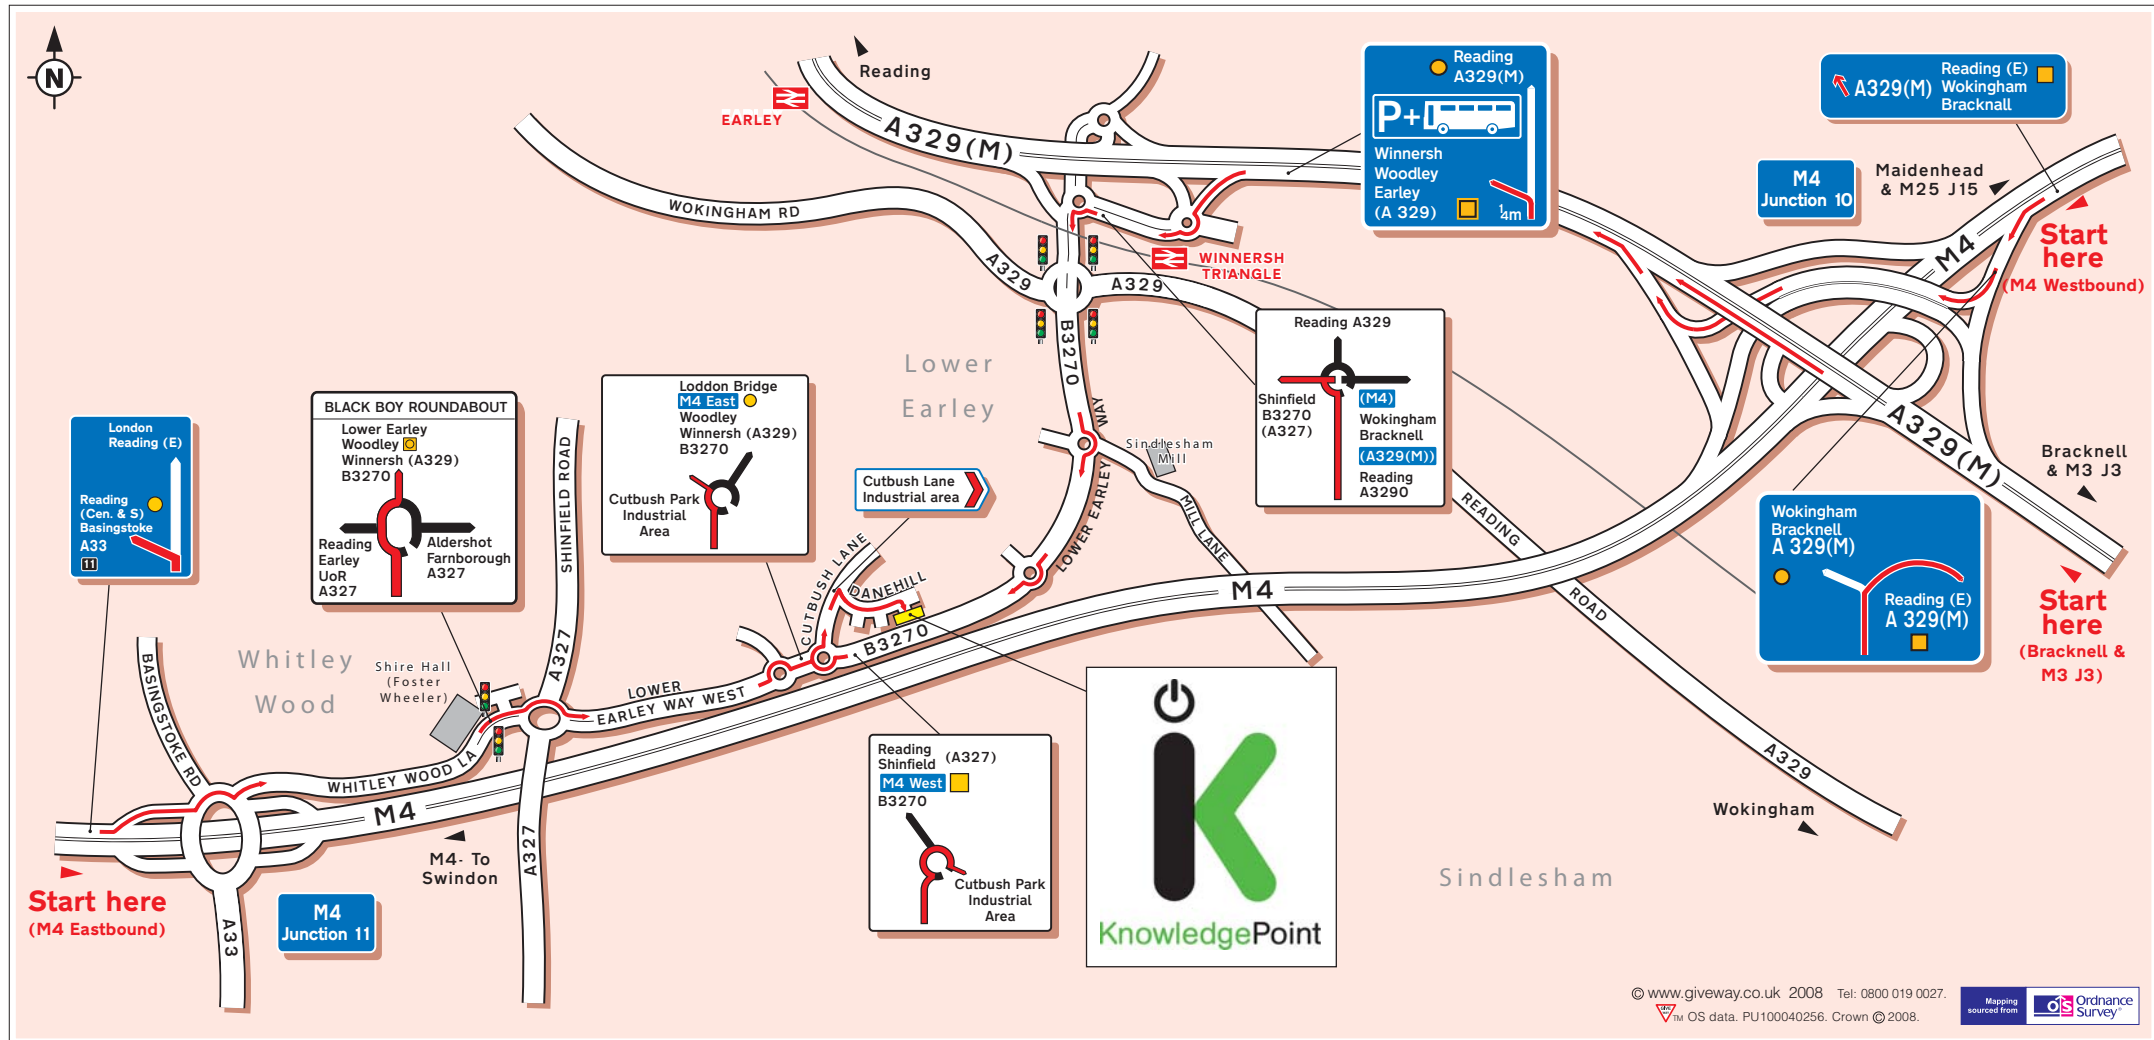 N
Reading
EARLEY
A329(M)
WOKINGHAM RD
A329
A329
WINNERSH
TRIANGLE
Reading
A329(M)
P+
Winnersh
Woodley
Earley
(A 329)
¼m
A329(M)
Reading (E)
Wokingham
Bracknall
M4
Junction 10
Maidenhead
& M25 J15
M4
Start
here
(M4 Westbound)
Lower
Earley
B3270
LOWER EARLEY
WAY
Sindlesham
Mill
MILL LANE
Reading A329
Shinfield
B3270
(A327)
(M4)
Wokingham
Bracknell
(A329(M))
Reading
A3290
READING
ROAD
A329
A329(M)
Bracknell
& M3 J3
Start
here
(Bracknell &
M3 J3)
Wokingham
Bracknell
A 329(M)
Reading (E)
A 329(M)
London
Reading (E)
Reading
(Cen. & S)
Basingstoke
A33
11
BLACK BOY ROUNDABOUT
Lower Earley
Woodley
Winnersh (A329)
B3270
Reading
Earley
UoR
A327
Aldershot
Farnborough
A327
SHINFIELD ROAD
A327
Loddon Bridge
M4 East
Woodley
Winnersh (A329)
B3270
Cutbush Park
Industrial
Area
Cutbush Lane
Industrial area
CUTBUSH LANE
DANEHILL
B3270
M4
Whitley
Wood
Shire Hall
(Foster
Wheeler)
BASINGSTOKE RD
WHITLEY WOOD LA
LOWER
EARLEY WAY WEST
M4
M4- To
Swindon
A327
Start here
(M4 Eastbound)
A33
M4
Junction 11
Reading
Shinfield
(A327)
M4 West
B3270
Cutbush Park
Industrial
Area
KnowledgePoint
Wokingham
Sindlesham
© www.giveway.co.uk 2008 Tel: 0800 019 0027.
TM OS data. PU100040256. Crown © 2008.
Mapping
sourced from
OS
Ordnance
Survey